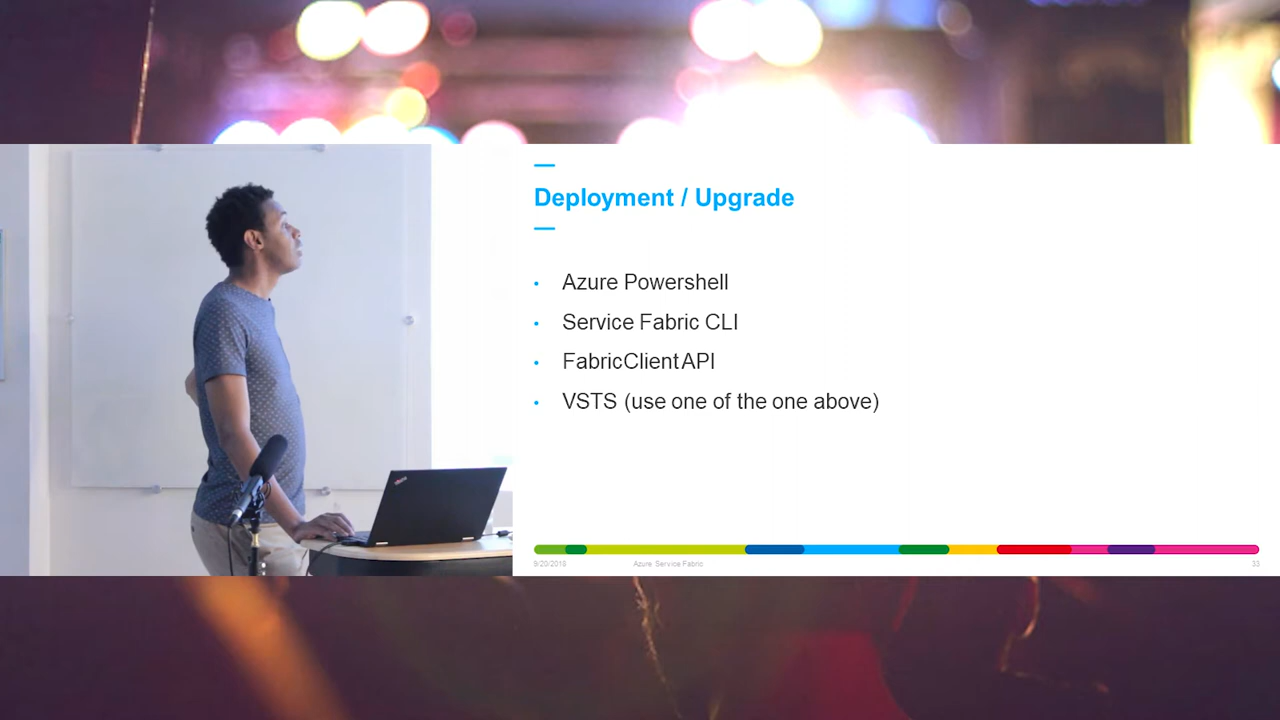 Deployment / Upgrade
• Azure Powershell
• Service Fabric CLI
• FabricClient API
• VSTS (use one of the one above)
9/20/2018 Azure Service Fabric 33